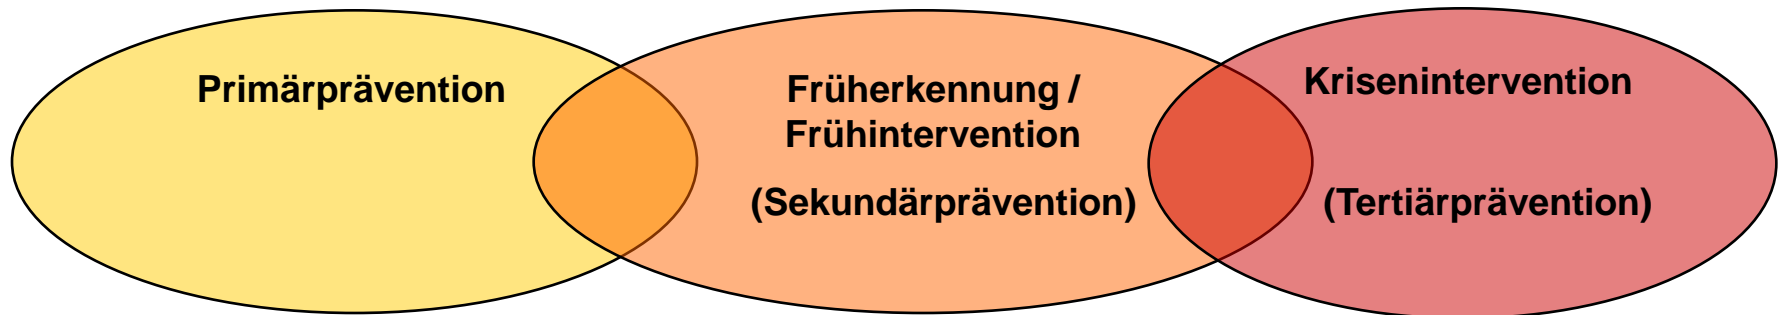 Primärprävention
Früherkennung /
Frühintervention
(Sekundärprävention)
Krisenintervention
(Tertiärprävention)